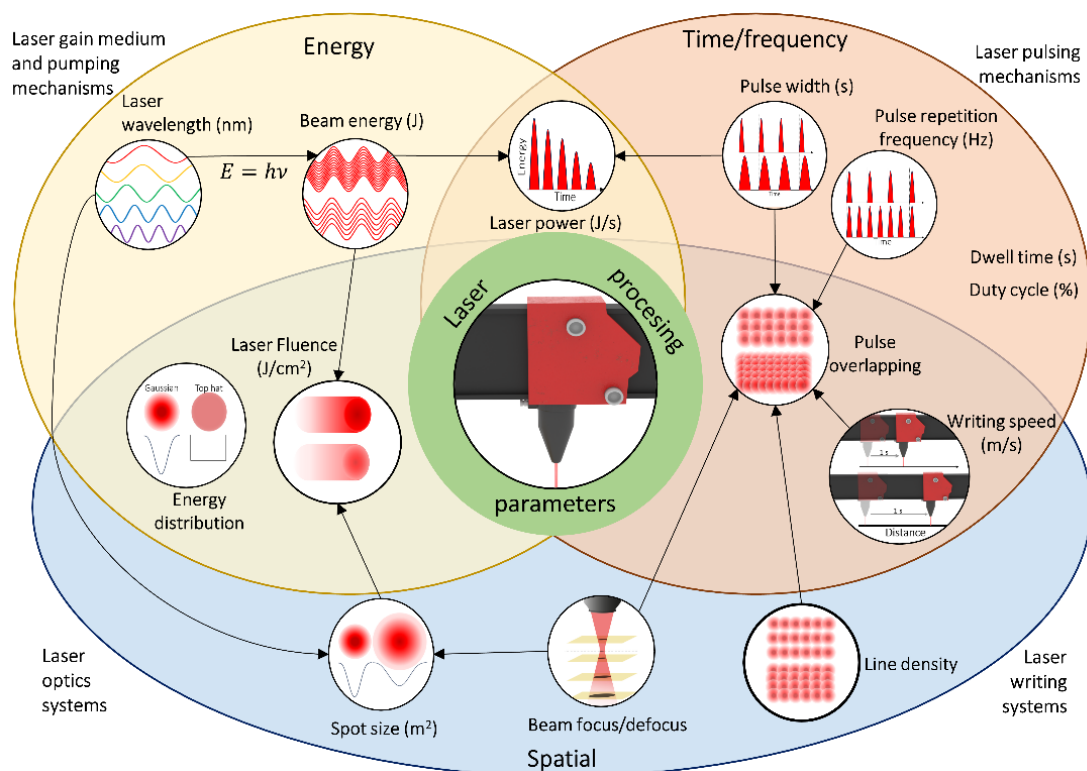 Laser gain medium
and pumping
mechanisms
Energy
Time/frequency
Laser pulsing
mechanisms
Laser
wavelength (nm)
Beam energy (J)
E = hν
Energy
Time
Laser power (J/s)
Pulse width (s)
Time
Pulse repetition
frequency (Hz)
Dwell time (s)
Duty cycle (%)
Laser
procesing
parameters
Laser Fluence
(J/cm²)
Gaussian
Top hat
Energy
distribution
Pulse
overlapping
Writing speed
(m/s)
1 s
1 s
Distance
Laser
optics
systems
Spot size (m²)
Beam focus/defocus
Line density
Laser
writing
systems
Spatial